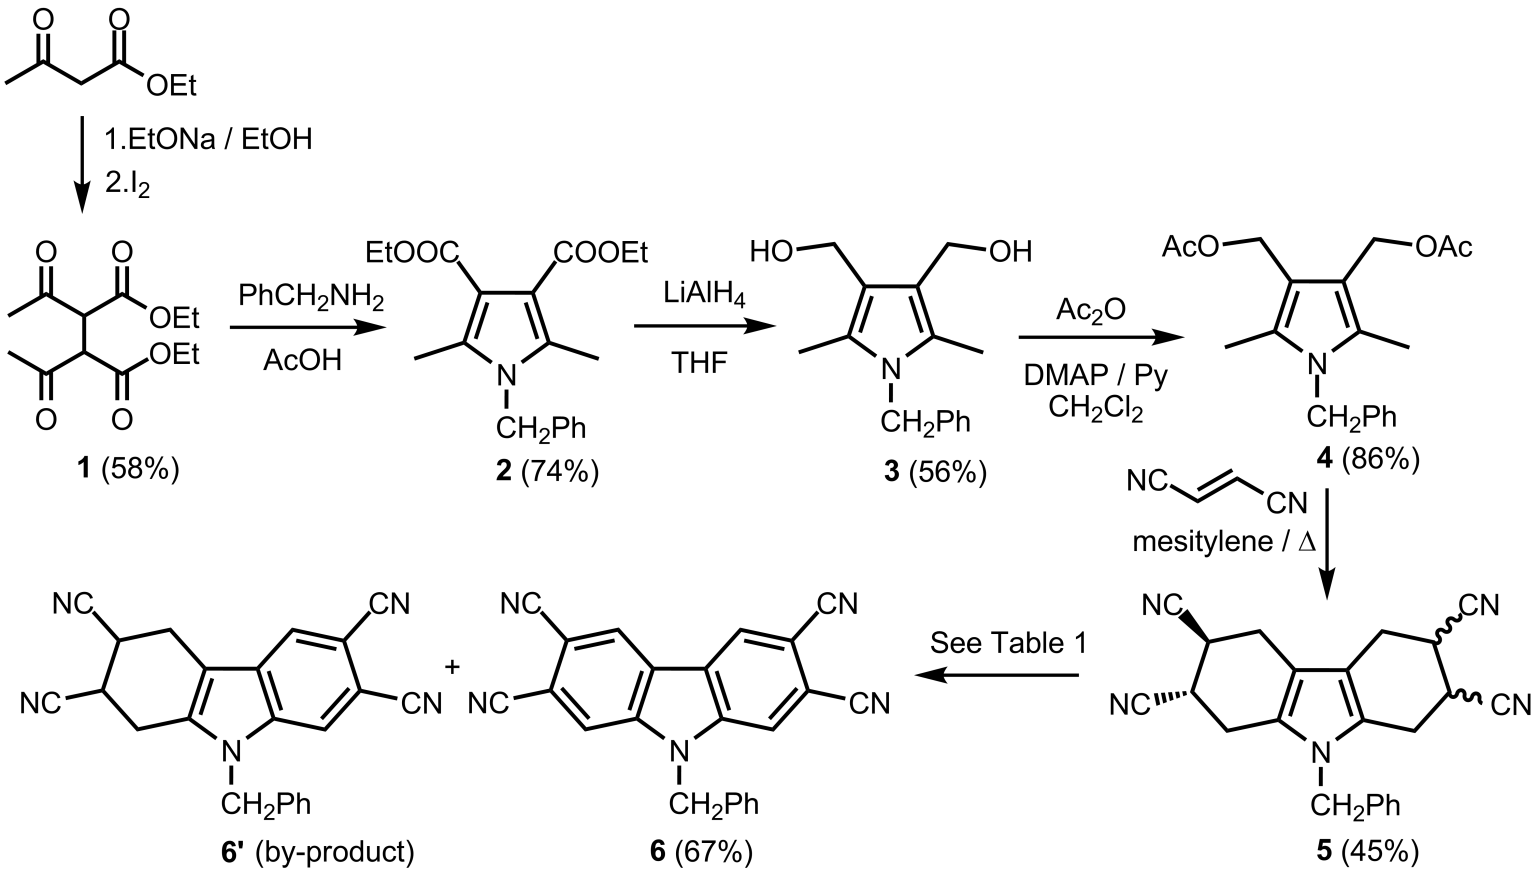 O O
OEt
1.EtONa / EtOH
2.I₂
O O
OEt
OEt
O O
1 (58%)
PhCH₂NH₂
AcOH
EtOOC COOEt
N
CH₂Ph
2 (74%)
LiAlH₄
THF
HO OH
N
CH₂Ph
3 (56%)
Ac₂O
DMAP / Py
CH₂Cl₂
AcO OAc
N
CH₂Ph
4 (86%)
NC
CN
mesitylene / Δ
NC CN
NC CN
N
CH₂Ph
6' (by-product)
+
NC CN
NC CN
N
CH₂Ph
6 (67%)
See Table 1
NC CN
NC CN
N
CH₂Ph
5 (45%)